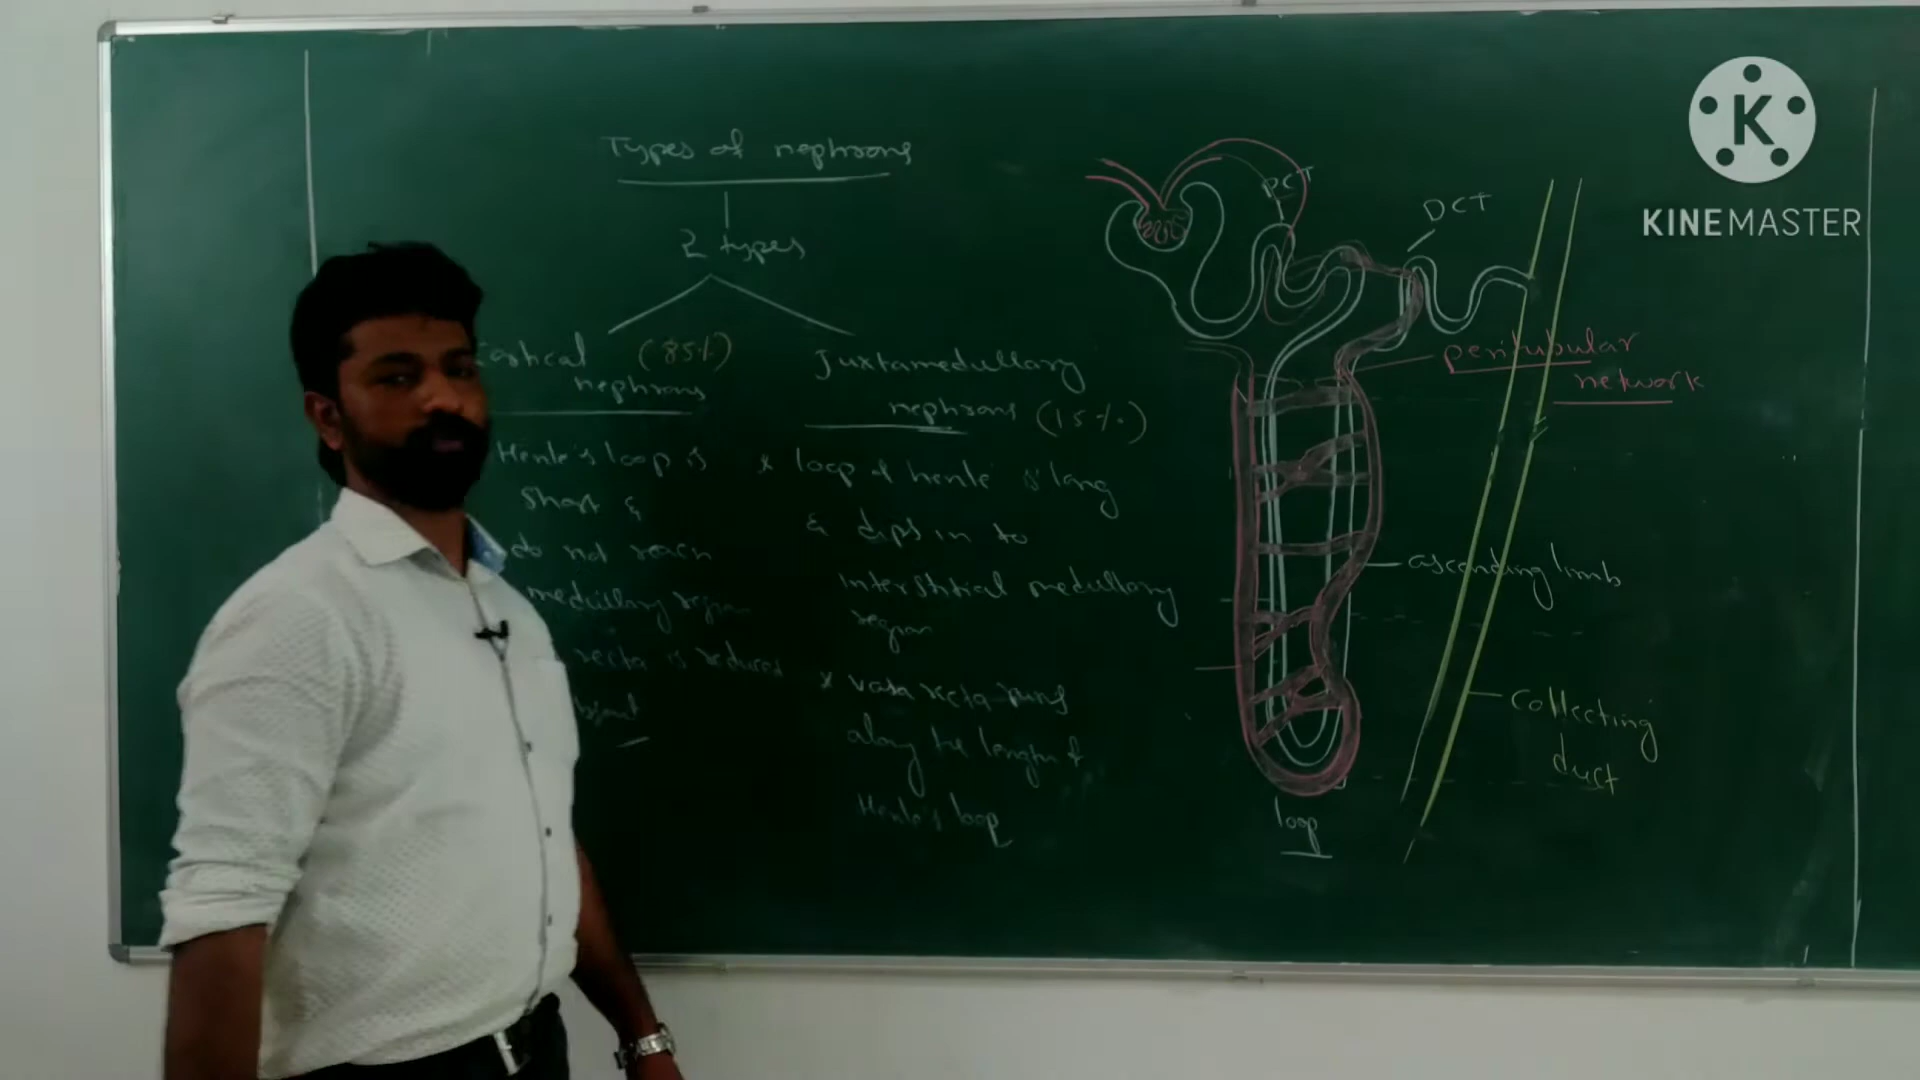 Types of nephrons
2 types
(85%)
nephrons
Henle's loop is
short &
do not reach
medullary region
recta is reduced
Juxtamedullary
nephrons (15%)
* loop of henle is long
& dips in to
interstitial medullary
region
* vasa recta runs
along the length of
Henle's loop
PCT
DCT
peritubular
network
ascending limb
collecting
duct
loop
K
KINEMASTER